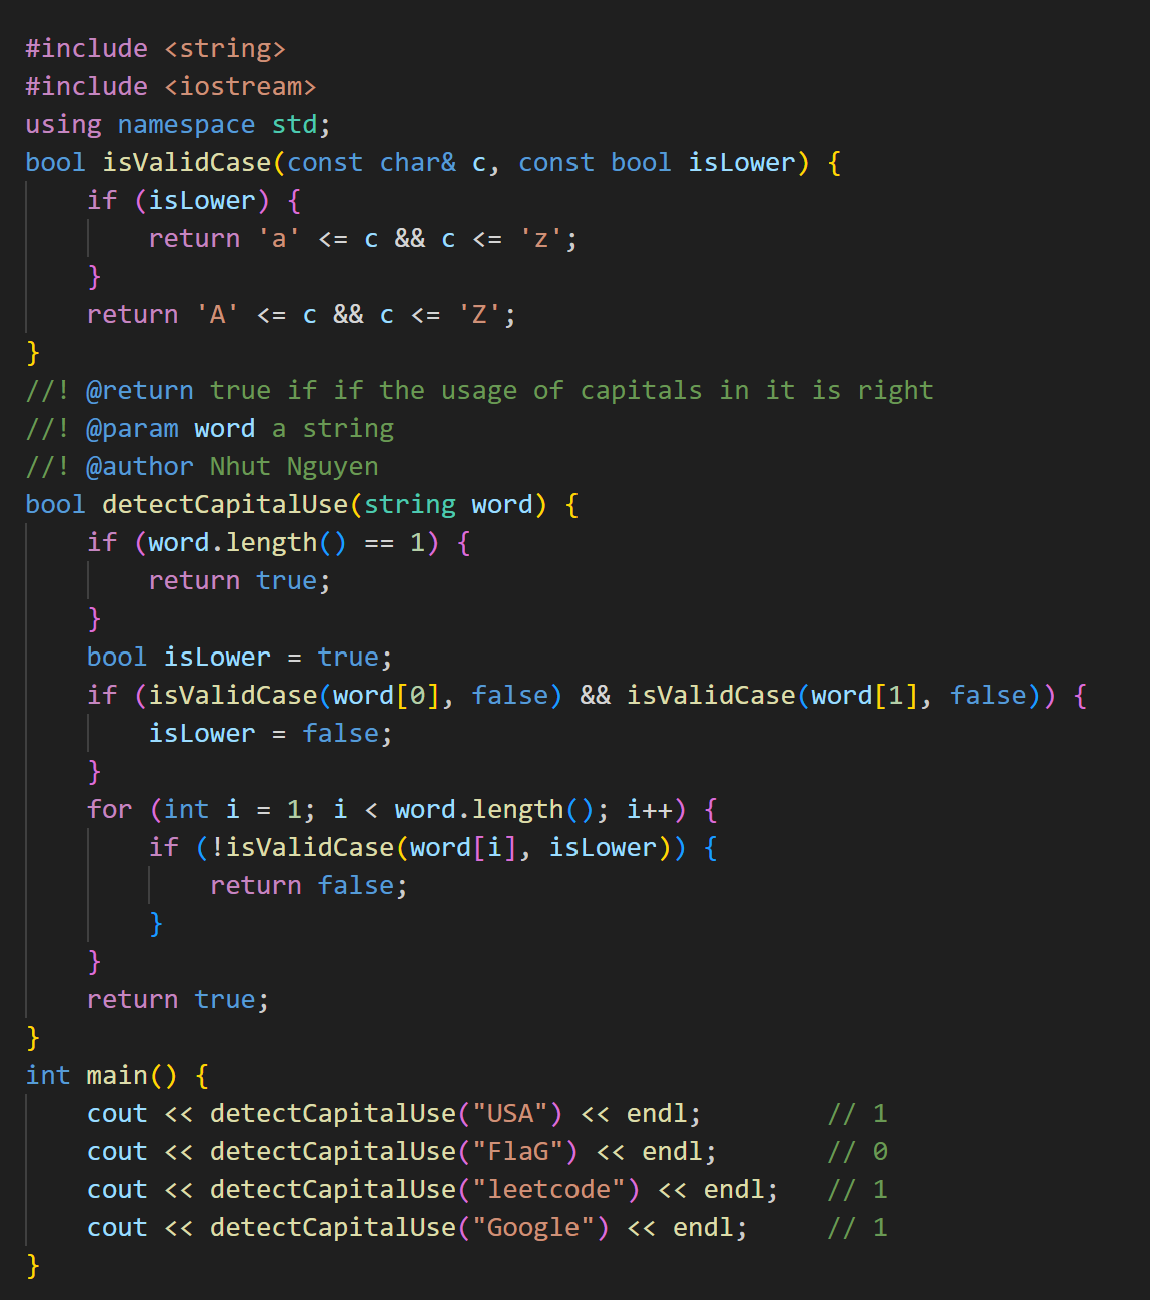 #include <string>
#include <iostream>
using namespace std;
bool isValidCase(const char& c, const bool isLower) {
    if (isLower) {
        return 'a' <= c && c <= 'z';
    }
    return 'A' <= c && c <= 'Z';
}
//! @return true if if the usage of capitals in it is right
//! @param word a string
//! @author Nhut Nguyen
bool detectCapitalUse(string word) {
    if (word.length() == 1) {
        return true;
    }
    bool isLower = true;
    if (isValidCase(word[0], false) && isValidCase(word[1], false)) {
        isLower = false;
    }
    for (int i = 1; i < word.length(); i++) {
        if (!isValidCase(word[i], isLower)) {
            return false;
        }
    }
    return true;
}
int main() {
    cout << detectCapitalUse("USA") << endl;        // 1
    cout << detectCapitalUse("FlaG") << endl;       // 0
    cout << detectCapitalUse("leetcode") << endl;   // 1
    cout << detectCapitalUse("Google") << endl;     // 1
}